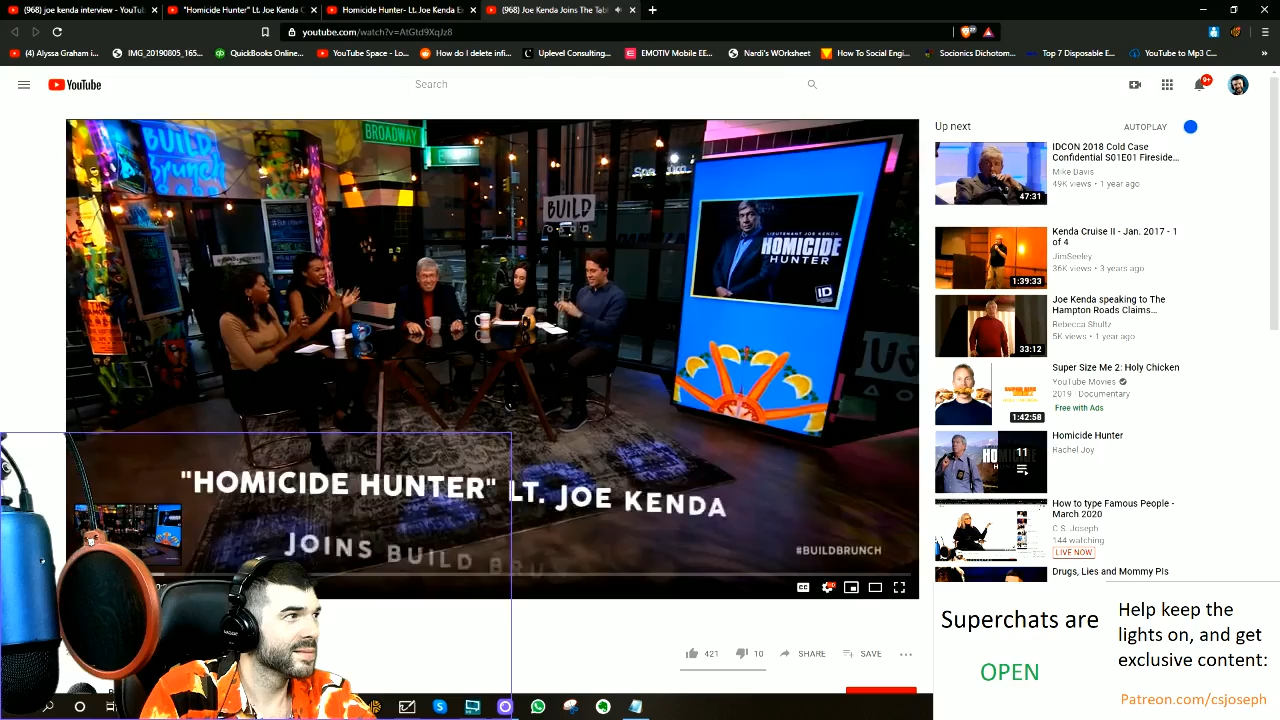 (968) joe kenda interview - YouTu
"Homicide Hunter" Lt. Joe Kenda
Homicide Hunter- Lt. Joe Kenda E
(968) Joe Kenda Joins The Tabl
youtube.com/watch?v=AtGtd9XqJz8
(4) Alyssa Graham i...
IMG_20190805_165...
QuickBooks Online...
YouTube Space - Lo...
How do I delete infi...
Uplevel Consulting...
EMOTIV Mobile EE...
Nardi's WOrksheet
How To Social Eng...
Socionics Dichotom...
Top 7 Disposable E...
YouTube to Mp3 C...
YouTube
Search
9+
BROADWAY
BUILD
Brunch
BUILD
LIEUTENANT JOE KENDA
HOMICIDE
HUNTER
ID
"HOMICIDE HUNTER" LT. JOE KENDA
JOINS BUILD BR
#BUILDBRUNCH
CC
421
10
SHARE
SAVE
Up next
AUTOPLAY
IDCON 2018 Cold Case
Confidential S01E01 Fireside...
Mike Davis
49K views • 1 year ago
47:31
Kenda Cruise II - Jan. 2017 - 1
of 4
JimSeeley
36K views • 3 years ago
1:39:33
Joe Kenda speaking to The
Hampton Roads Claims...
Rebecca Shultz
5K views • 1 year ago
33:12
Super Size Me 2: Holy Chicken
YouTube Movies
2019 • Documentary
Free with Ads
1:42:58
Homicide Hunter
Rachel Joy
11
How to type Famous People -
March 2020
C.S. Joseph
144 watching
LIVE NOW
Drugs, Lies and Mommy PIs
Superchats are
OPEN
Help keep the
lights on, and get
exclusive content:
Patreon.com/csjoseph